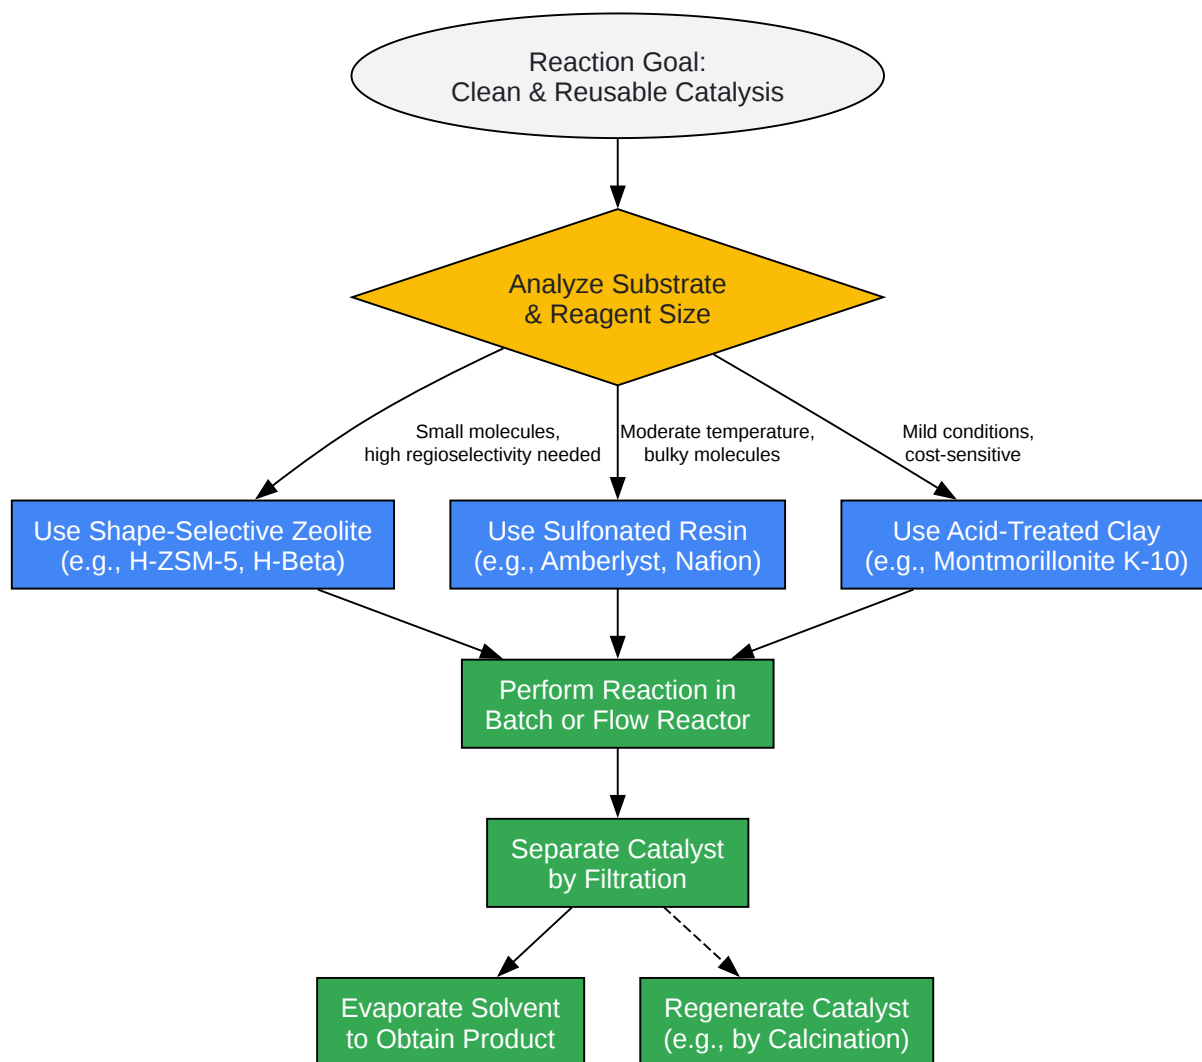 Reaction Goal:
Clean & Reusable Catalysis
Analyze Substrate
& Reagent Size
Small molecules,
high regioselectivity needed
Moderate temperature,
bulky molecules
Mild conditions,
cost-sensitive
Use Shape-Selective Zeolite
(e.g., H-ZSM-5, H-Beta)
Use Sulfonated Resin
(e.g., Amberlyst, Nafion)
Use Acid-Treated Clay
(e.g., Montmorillonite K-10)
Perform Reaction in
Batch or Flow Reactor
Separate Catalyst
by Filtration
Evaporate Solvent
to Obtain Product
Regenerate Catalyst
(e.g., by Calcination)